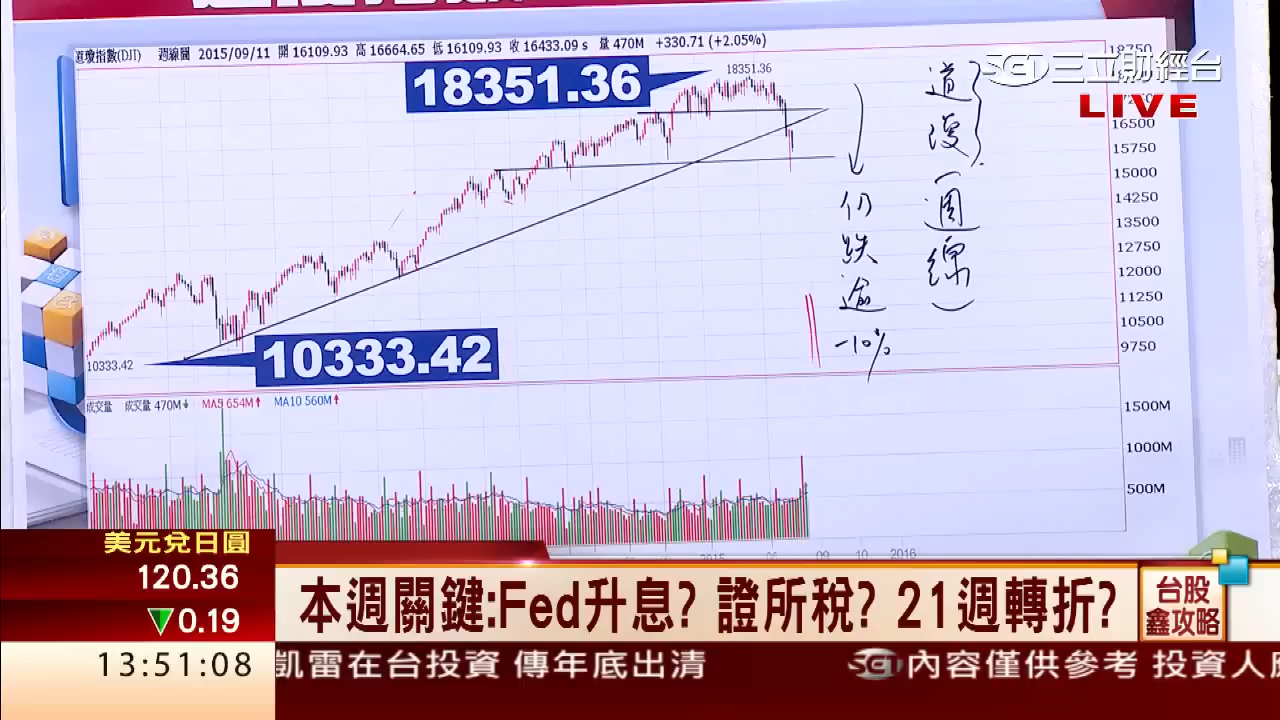 道瓊指數(DJI) 週線圖 2015/09/11 開 16109.93 高 16664.65 低 16109.93 收 16433.09 s 量 470M +330.71 (+2.05%)
18351.36
18351.36
18750
三立財經台
LIVE
16500
15750
15000
14250
13500
12750
12000
11250
10500
9750
道瓊
(週線)
仍跌逾
-10%
10333.42
10333.42
成交量 成交量 470M↓ MA5 654M↑ MA10 560M↑
1500M
1000M
500M
2015 06 09 10 2016
美元兌日圓
120.36
▼0.19
本週關鍵:Fed升息? 證所稅? 21週轉折?
台股
鑫攻略
13:51:08
凱雷在台投資 傳年底出清
內容僅供參考 投資人